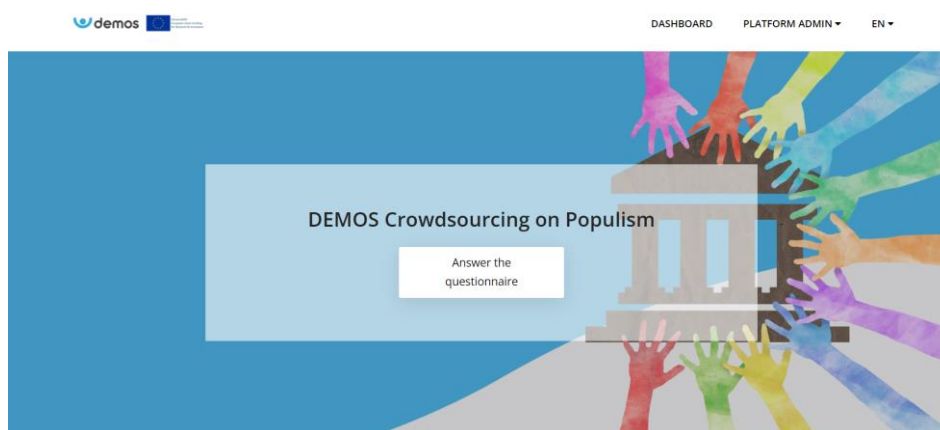 demos
DASHBOARD
PLATFORM ADMIN
EN
DEMOS Crowdsourcing on Populism
Answer the
questionnaire